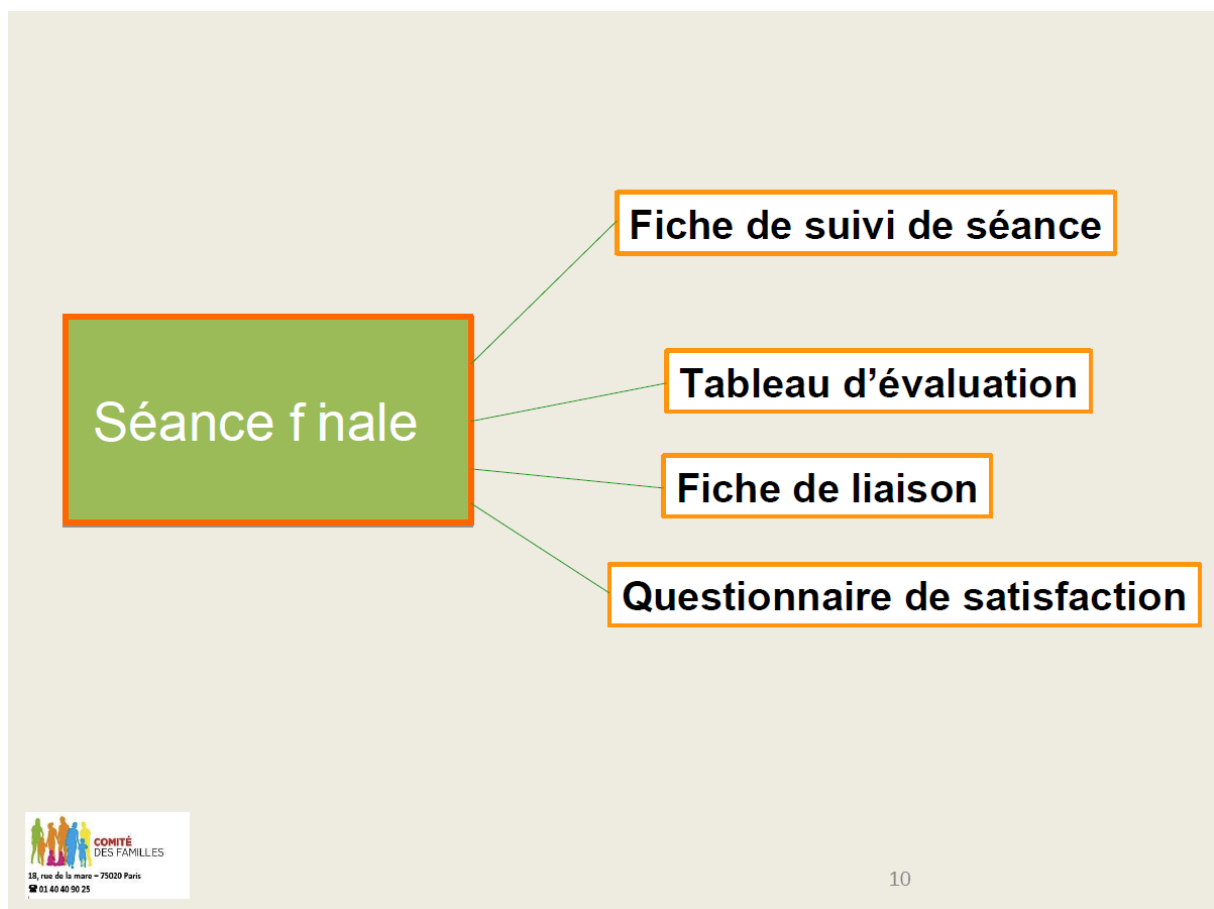 Fiche de suivi de séance
Séance finale
Tableau d’évaluation
Fiche de liaison
Questionnaire de satisfaction
COMITÉ
DES FAMILLES
18, rue de la mare – 75020 Paris
☎ 01 40 40 90 25
10